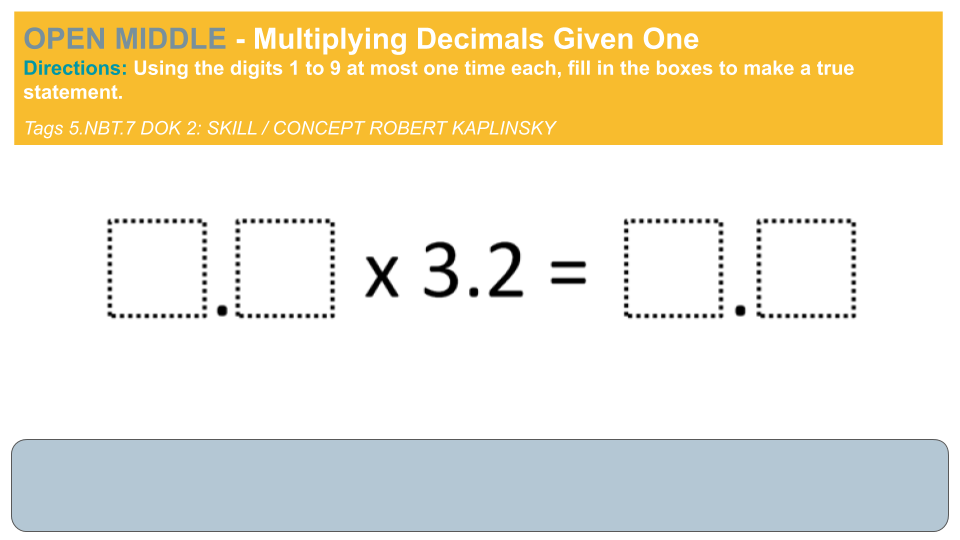 OPEN MIDDLE - Multiplying Decimals Given One
Directions: Using the digits 1 to 9 at most one time each, fill in the boxes to make a true
statement.
Tags 5.NBT.7 DOK 2: SKILL / CONCEPT ROBERT KAPLINSKY
. x 3.2 = .